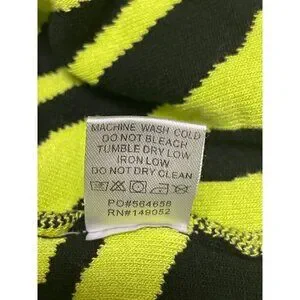 MACHINE WASH COLD
DO NOT BLEACH
TUMBLE DRY LOW
IRON LOW
DO NOT DRY CLEAN
PO#564658
RN#149052